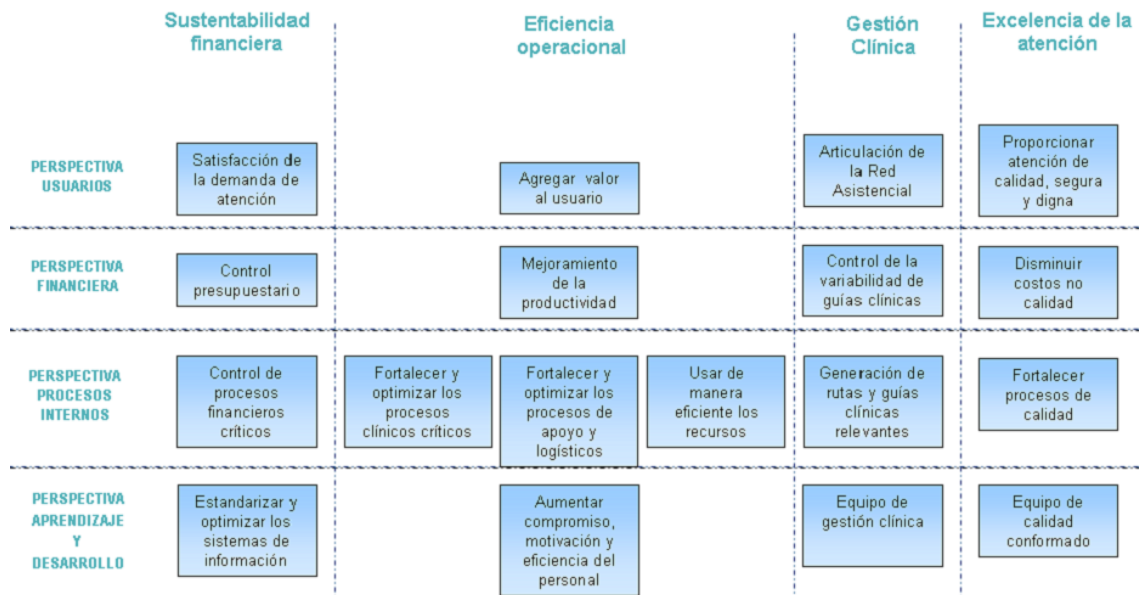 Sustentabilidad
financiera
Eficiencia
operacional
Gestión
Clínica
Excelencia de la
atención
PERSPECTIVA
USUARIOS
Satisfacción de
la demanda de
atención
Agregar valor
al usuario
Articulación de
la Red
Asistencial
Proporcionar
atención de
calidad, segura
y digna
PERSPECTIVA
FINANCIERA
Control
presupuestario
Mejoramiento
de la
productividad
Control de la
variabilidad de
guías clínicas
Disminuir
costos no
calidad
PERSPECTIVA
PROCESOS
INTERNOS
Control de
procesos
financieros
críticos
Fortalecer y
optimizar los
procesos
clínicos críticos
Fortalecer y
optimizar los
procesos de
apoyo y
logísticos
Usar de
manera
eficiente los
recursos
Generación de
rutas y guías
clínicas
relevantes
Fortalecer
procesos de
calidad
PERSPECTIVA
APRENDIZAJE
Y
DESARROLLO
Estandarizar y
optimizar los
sistemas de
información
Aumentar
compromiso,
motivación y
eficiencia del
personal
Equipo de
gestión clínica
Equipo de
calidad
conformado